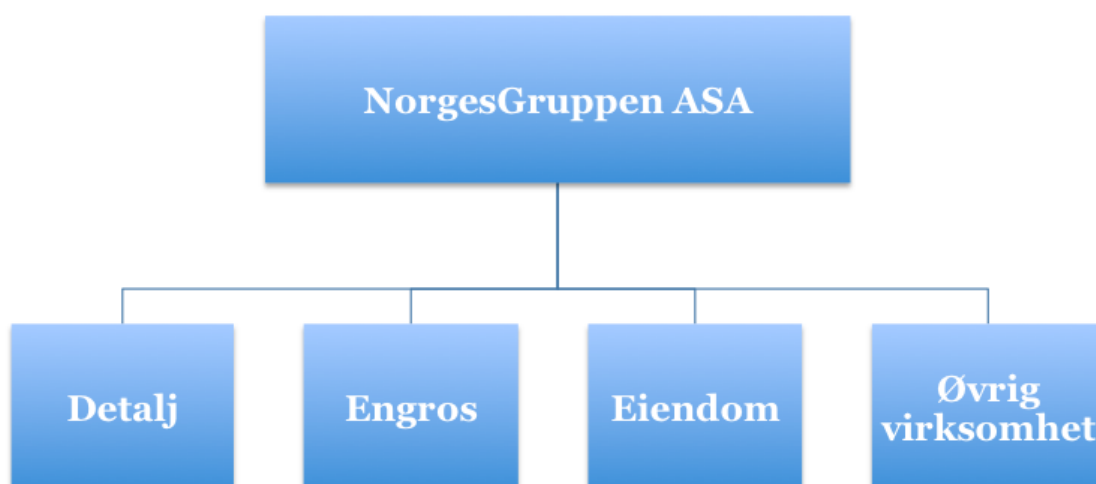 NorgesGruppen ASA
Detalj
Engros
Eiendom
Øvrig
virksomhet